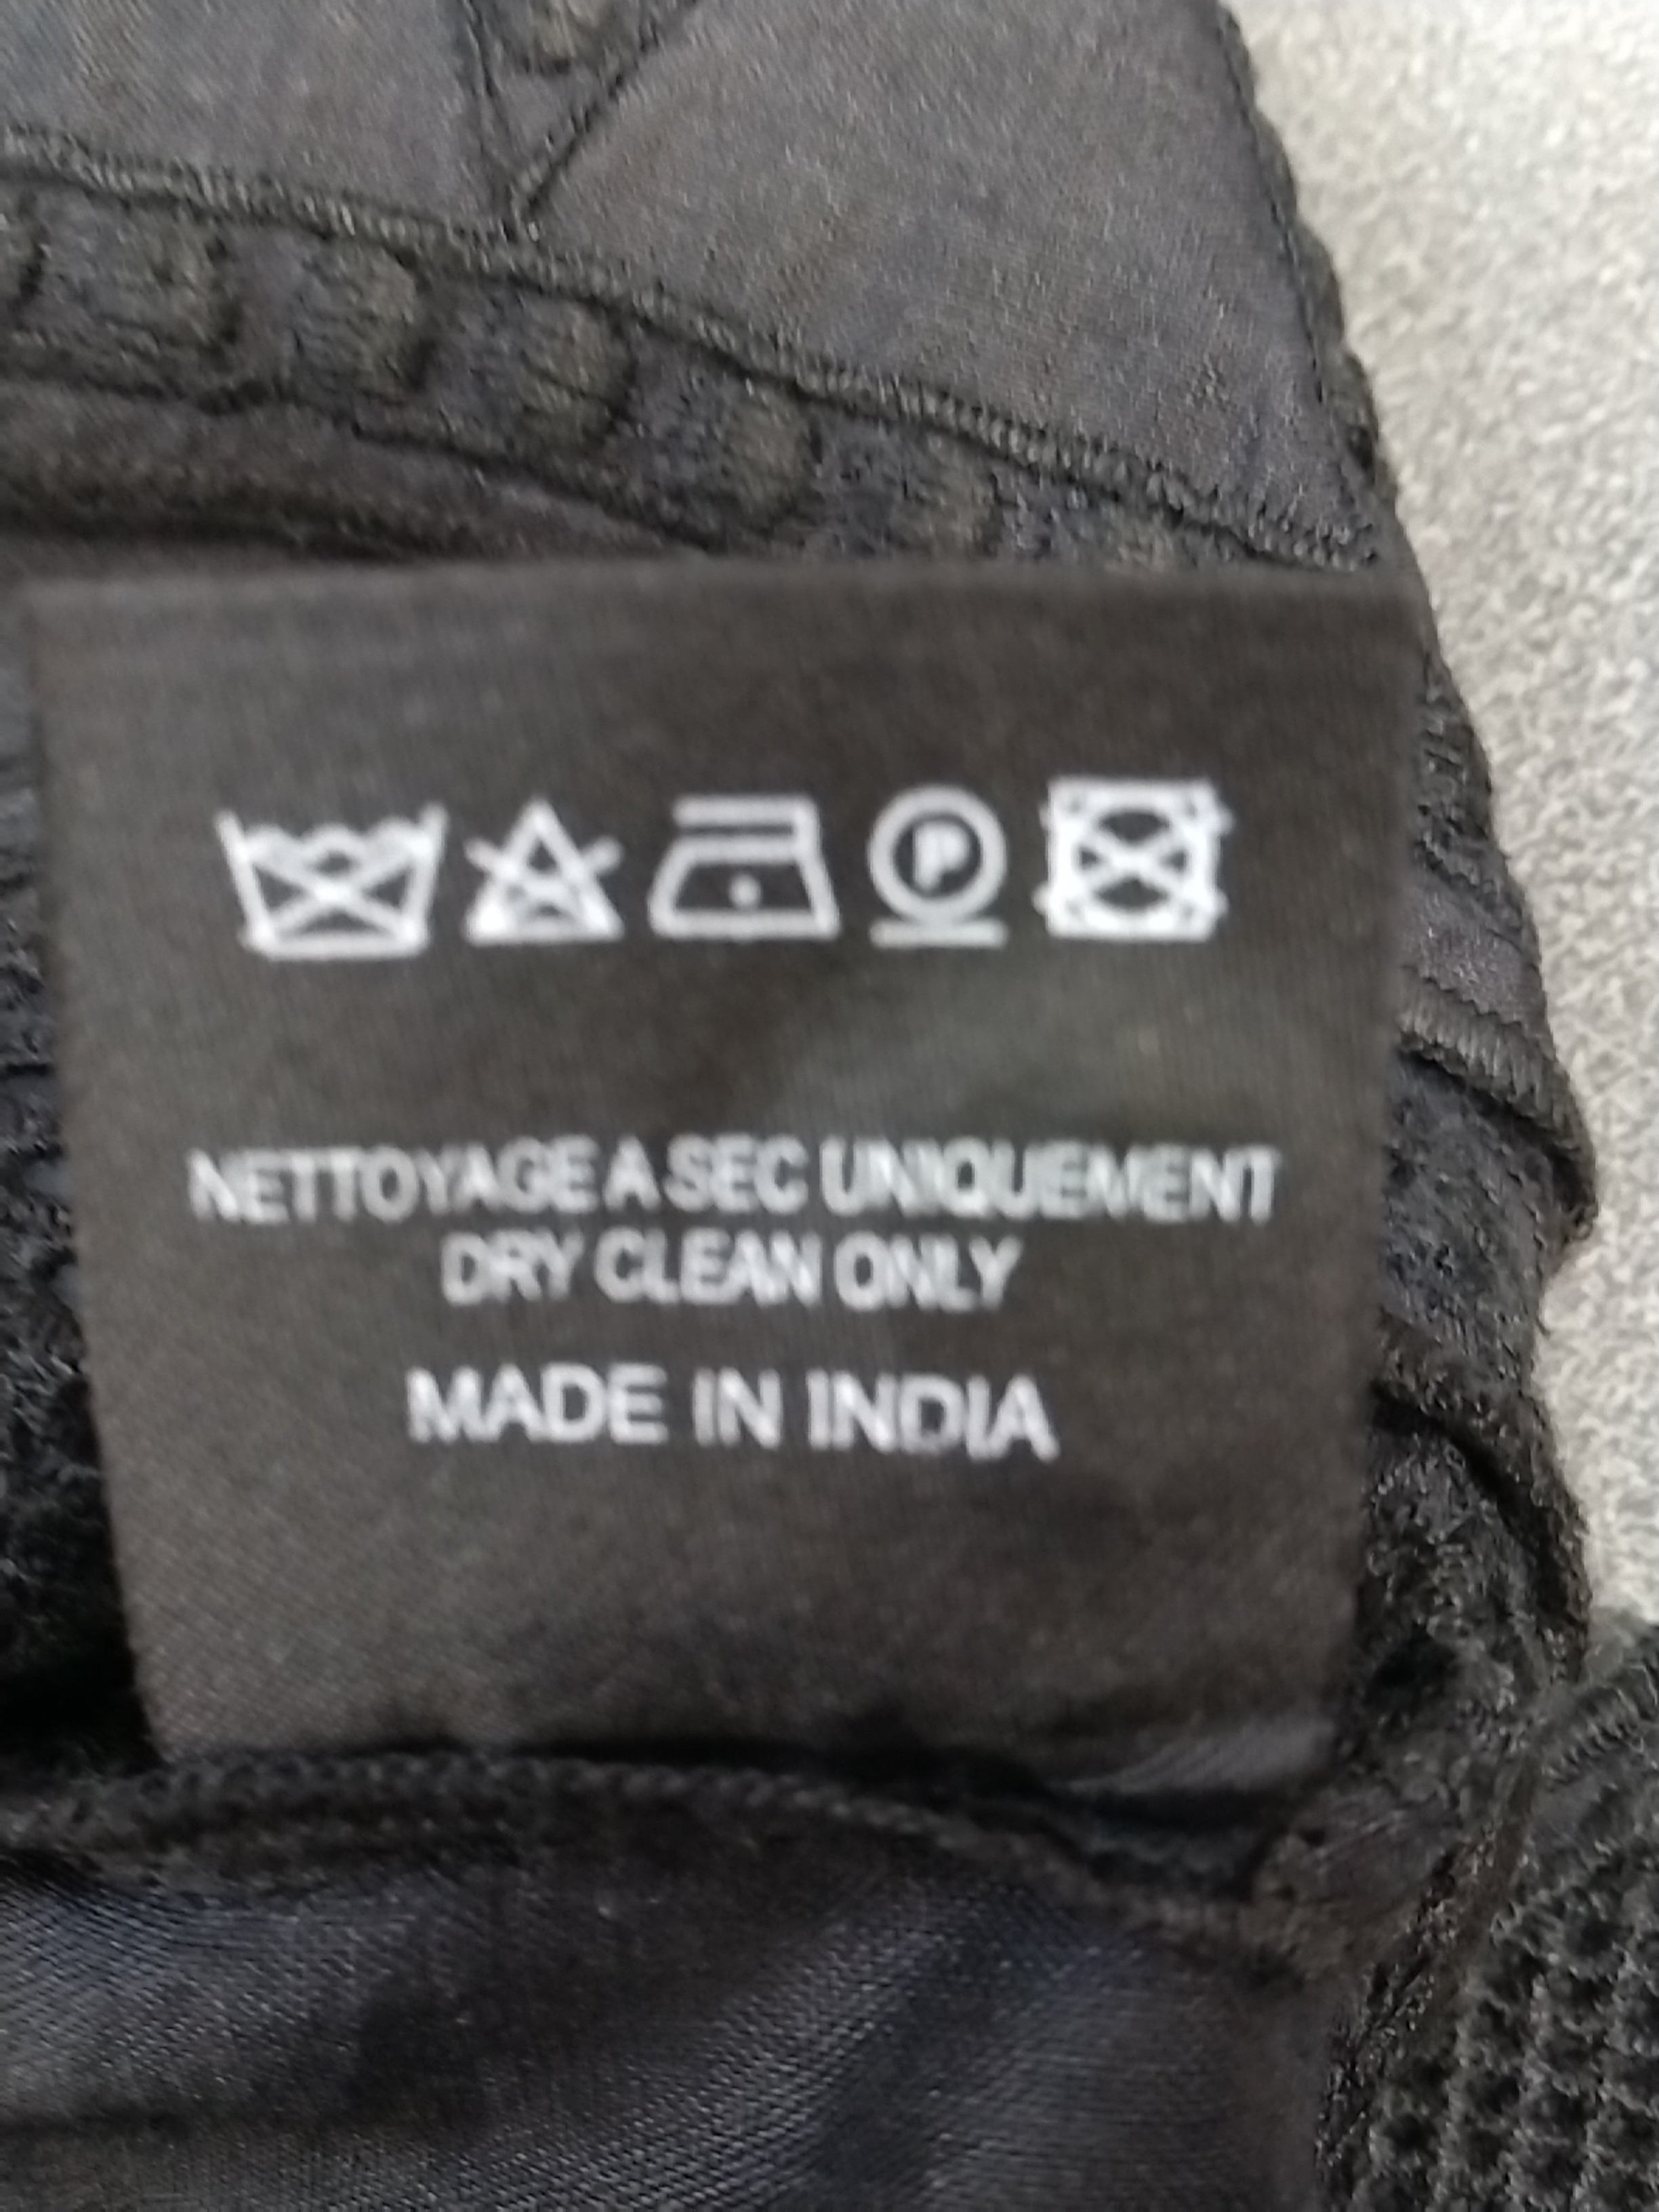 P
NETTOYAGE A SEC UNIQUEMENT
DRY CLEAN ONLY
MADE IN INDIA